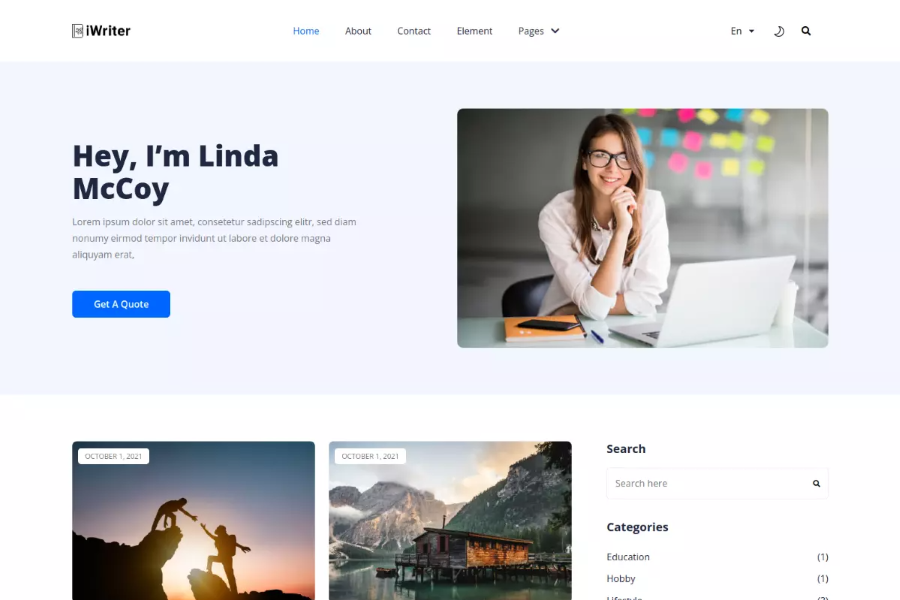 iWriter
Home About Contact Element Pages
En
Hey, I'm Linda
McCoy
Lorem ipsum dolor sit amet, consetetur sadipscing elitr, sed diam
nonumy eirmod tempor invidunt ut labore et dolore magna
aliquyam erat,
Get A Quote
OCTOBER 1, 2021
OCTOBER 1, 2021
Search
Search here
Categories
Education (1)
Hobby (1)
Lifestyle